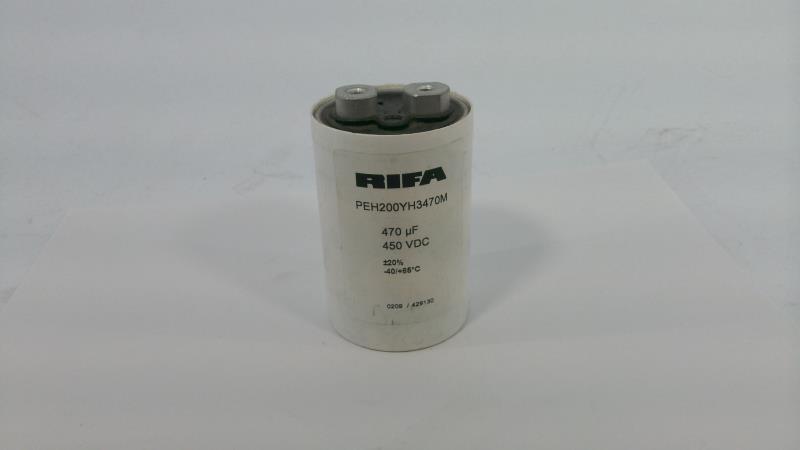 RIFA
PEH200YH3470M
470 µF
450 VDC
±20%
-40/+85°C
0209 / 429130